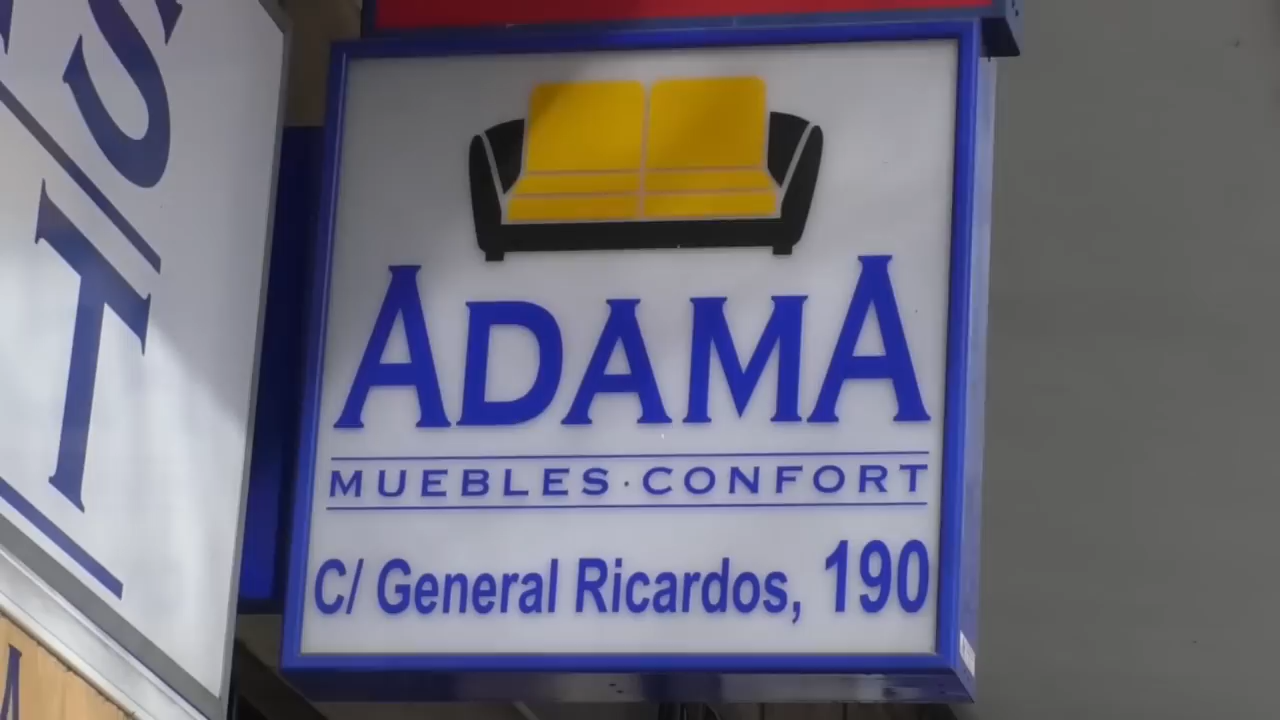 ADAMA
MUEBLES · CONFORT
C/ General Ricardos, 190